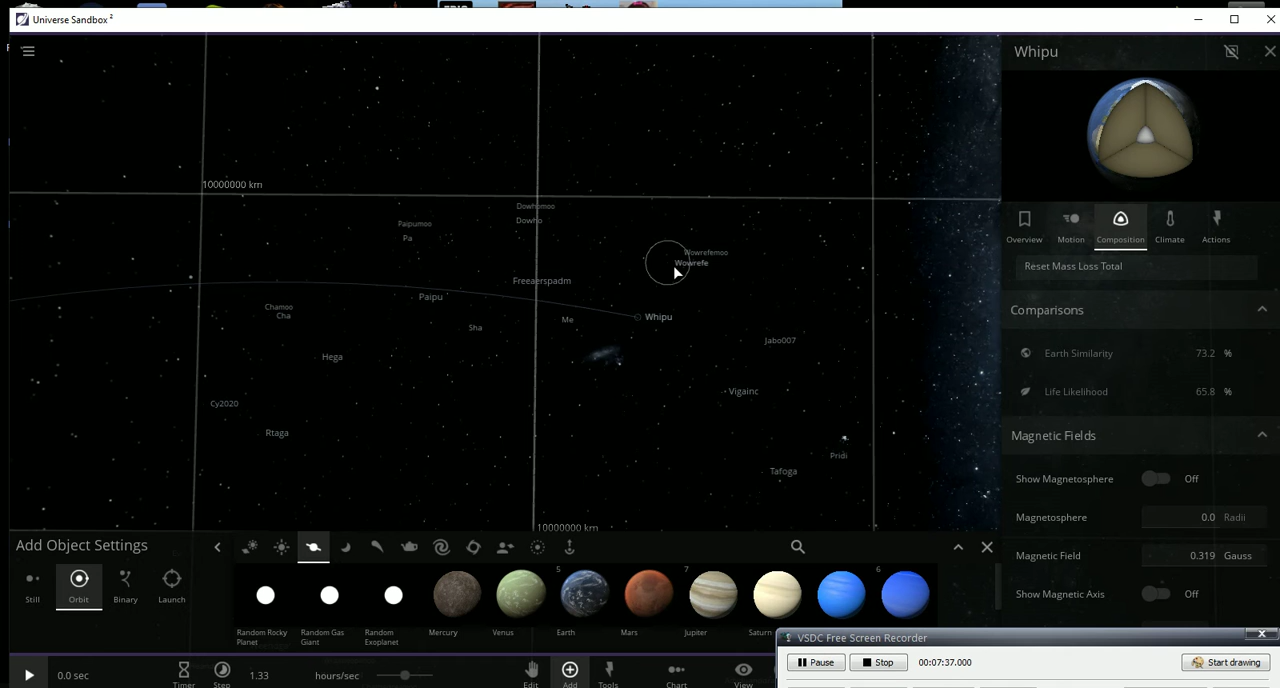 Universe Sandbox ²
Whipu
10000000 km
Dowhomoo
Dowho
Paipumoo
Pa
Wowrefemoo
Wowrefe
Freeaerspadm
Paipu
Chamoo
Cha
Me
Whipu
Sha
Jabo007
Hega
Vigainc
Cy2020
Rtaga
Pridi
Tafoga
10000000 km
Overview
Motion
Composition
Climate
Actions
Reset Mass Loss Total
Comparisons
Earth Similarity 73.2 %
Life Likelihood 65.8 %
Magnetic Fields
Show Magnetosphere Off
Magnetosphere 0.0 Radii
Magnetic Field 0.319 Gauss
Show Magnetic Axis Off
Add Object Settings
Still
Orbit
Binary
Launch
5
7
6
Random Rocky Planet
Random Gas Giant
Random Exoplanet
Mercury
Venus
Earth
Mars
Jupiter
Saturn
VSDC Free Screen Recorder
Pause
Stop
00:07:37.000
Start drawing
0.0 sec
Timer
Step
1.33 hours/sec
Edit
Add
Tools
Chart
View